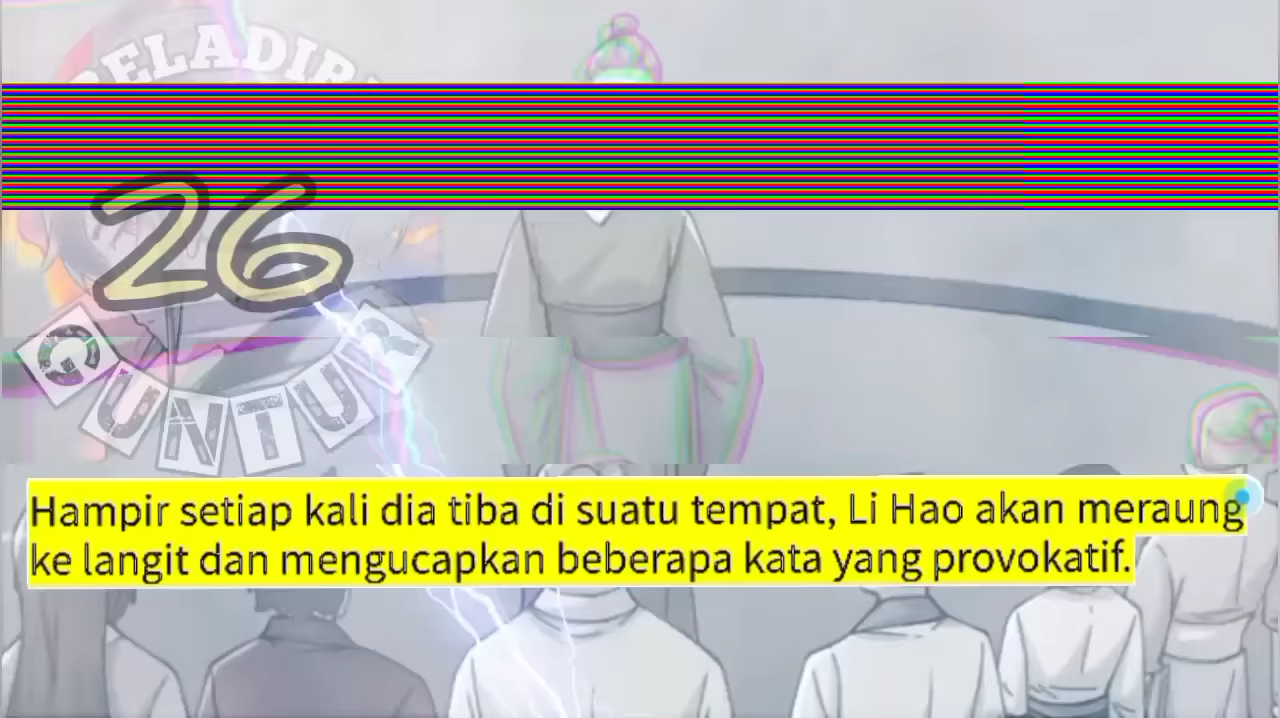 BELADIRI
26
GUNTUR
Hampir setiap kali dia tiba di suatu tempat, Li Hao akan meraung
ke langit dan mengucapkan beberapa kata yang provokatif.